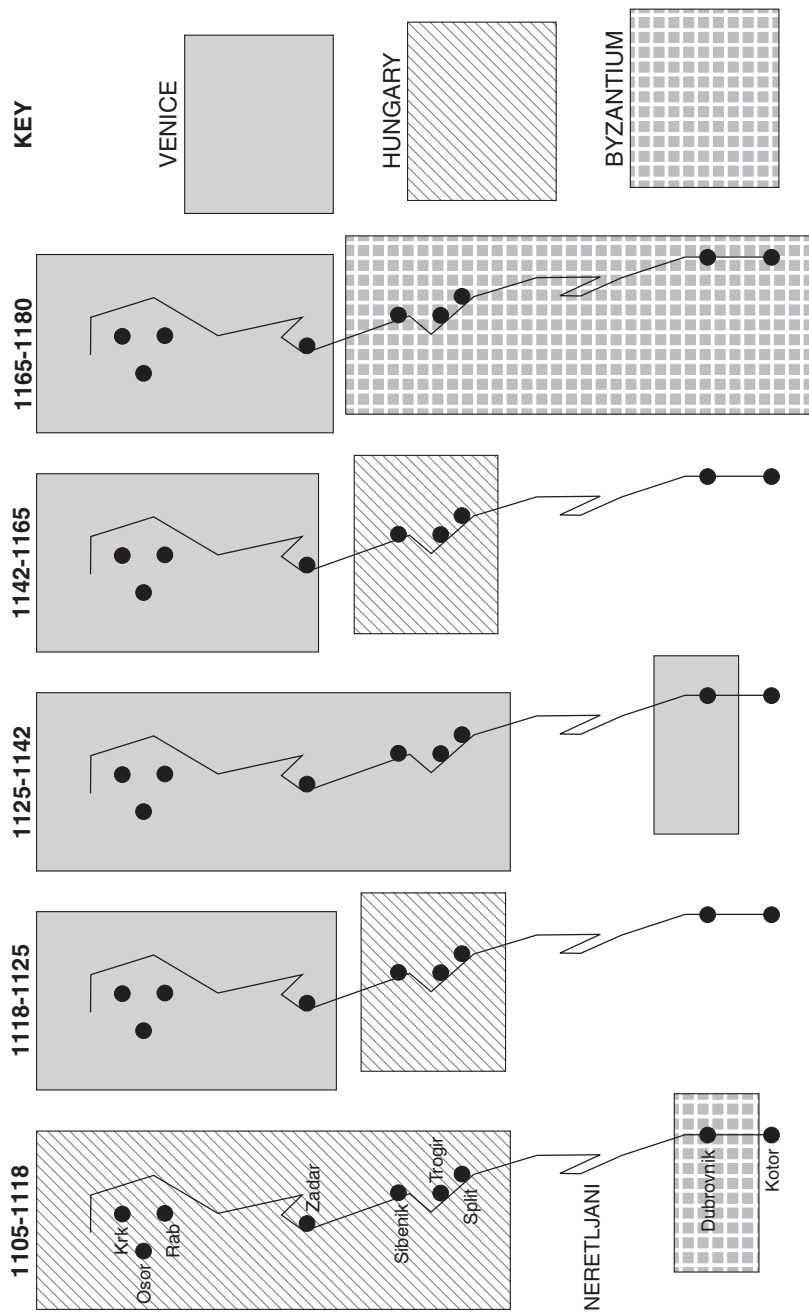 1105-1118
1118-1125
1125-1142
1142-1165
1165-1180
KEY
Krk
Osor
Rab
Zadar
Sibenik
Trogir
Split
NERETLJANI
Dubrovnik
Kotor
VENICE
HUNGARY
BYZANTIUM